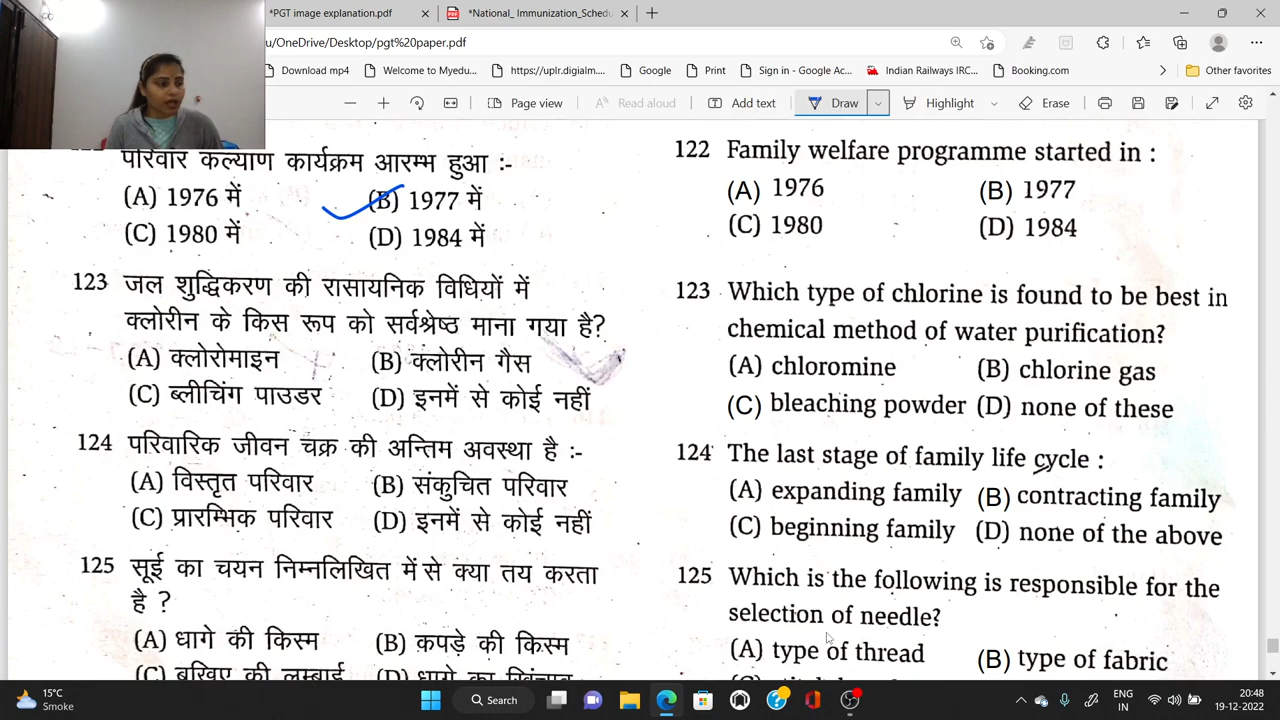 *PGT image explanation.pdf
*National_ Immunization_Schedu
u/OneDrive/Desktop/pgt%20paper.pdf
Download mp4
Welcome to Myedu...
https://uplr.digialm....
Google
Print
Sign in - Google Ac...
Indian Railways IRC...
Booking.com
Other favorites
Page view
Read aloud
Add text
Draw
Highlight
Erase
परिवार कल्याण कार्यक्रम आरम्भ हुआ :-
(A) 1976 में (B) 1977 में
(C) 1980 में (D) 1984 में
123 जल शुद्धिकरण की रासायनिक विधियों में
क्लोरीन के किस रूप को सर्वश्रेष्ठ माना गया है?
(A) क्लोरोमाइन (B) क्लोरीन गैस
(C) ब्लीचिंग पाउडर (D) इनमें से कोई नहीं
124 परिवारिक जीवन चक्र की अन्तिम अवस्था है :-
(A) विस्तृत परिवार (B) संकुचित परिवार
(C) प्रारम्भिक परिवार (D) इनमें से कोई नहीं
125 सूई का चयन निम्नलिखित में से क्या तय करता
है ?
(A) धागे की किस्म (B) कपड़े की किस्म
(C) बखिए की लम्बाई (D) धागे का खिंचाव
122 Family welfare programme started in :
(A) 1976 (B) 1977
(C) 1980 (D) 1984
123 Which type of chlorine is found to be best in
chemical method of water purification?
(A) chloromine (B) chlorine gas
(C) bleaching powder (D) none of these
124 The last stage of family life cycle :
(A) expanding family (B) contracting family
(C) beginning family (D) none of the above
125 Which is the following is responsible for the
selection of needle?
(A) type of thread (B) type of fabric
15°C
Smoke
Search
ENG
IN
20:48
19-12-2022